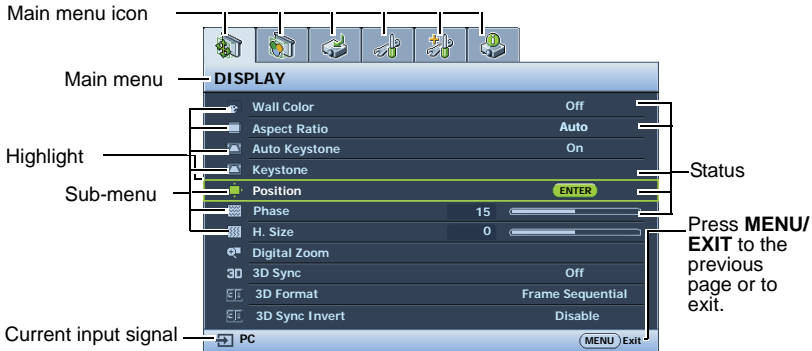 Main menu icon
Main menu
DISPLAY
Wall Color Off
Aspect Ratio Auto
Auto Keystone On
Highlight
Keystone
Status
Sub-menu
Position ENTER
Phase 15
H. Size 0
Press MENU/
EXIT to the
previous
page or to
exit.
Digital Zoom
3D 3D Sync Off
3D Format Frame Sequential
3D Sync Invert Disable
Current input signal
PC
MENU Exit